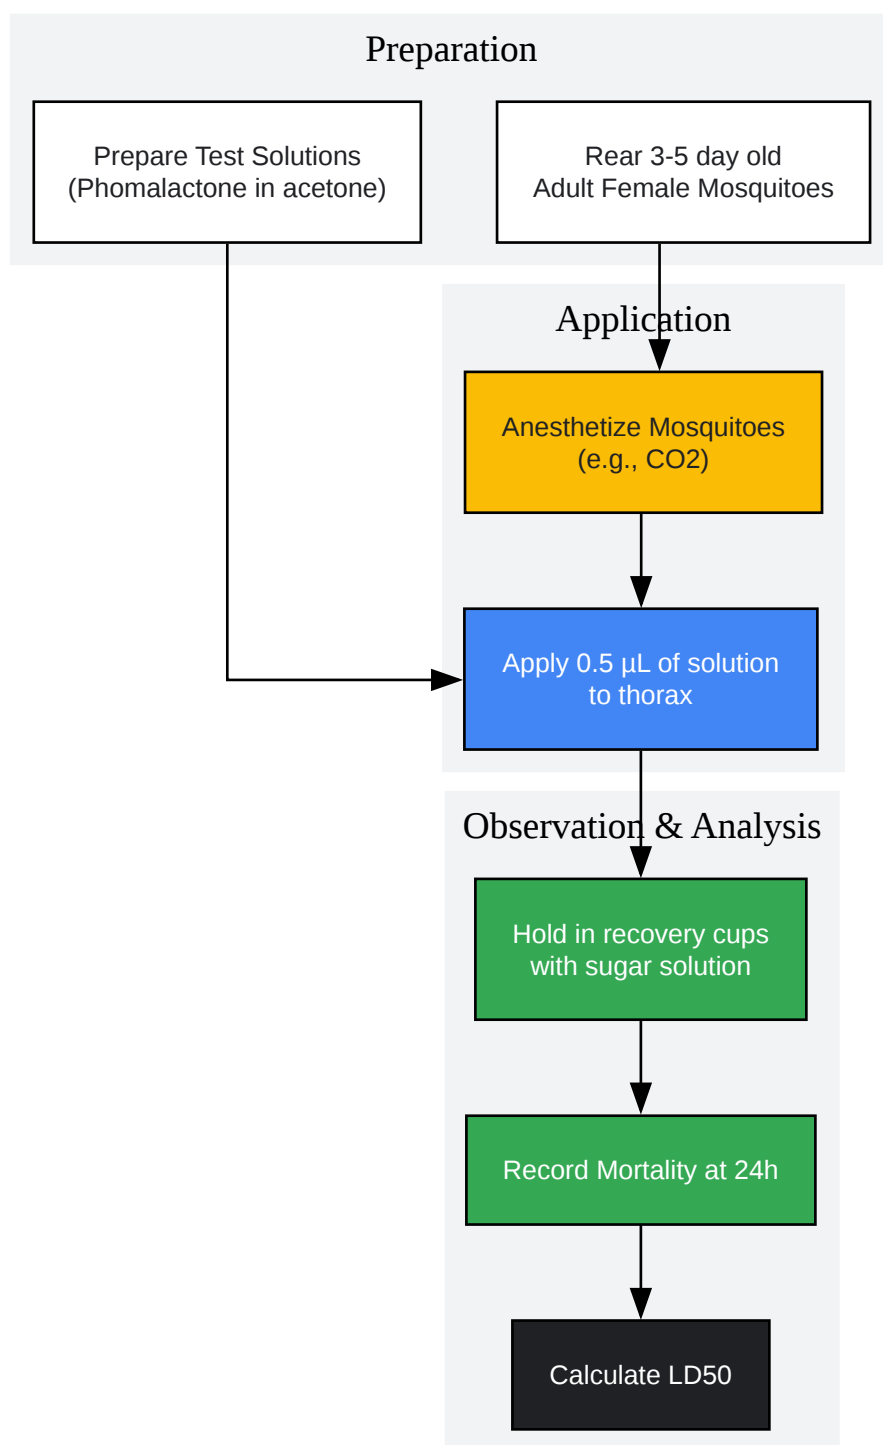 Preparation
Prepare Test Solutions
(Phomalactone in acetone)
Rear 3-5 day old
Adult Female Mosquitoes
Application
Anesthetize Mosquitoes
(e.g., CO2)
Apply 0.5 µL of solution
to thorax
Observation & Analysis
Hold in recovery cups
with sugar solution
Record Mortality at 24h
Calculate LD50